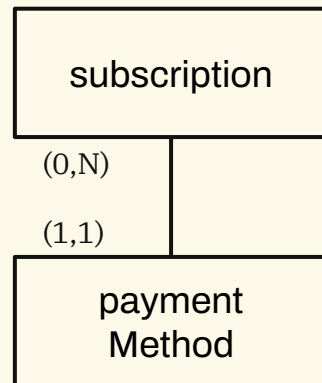 subscription
(0,N)
(1,1)
payment
Method